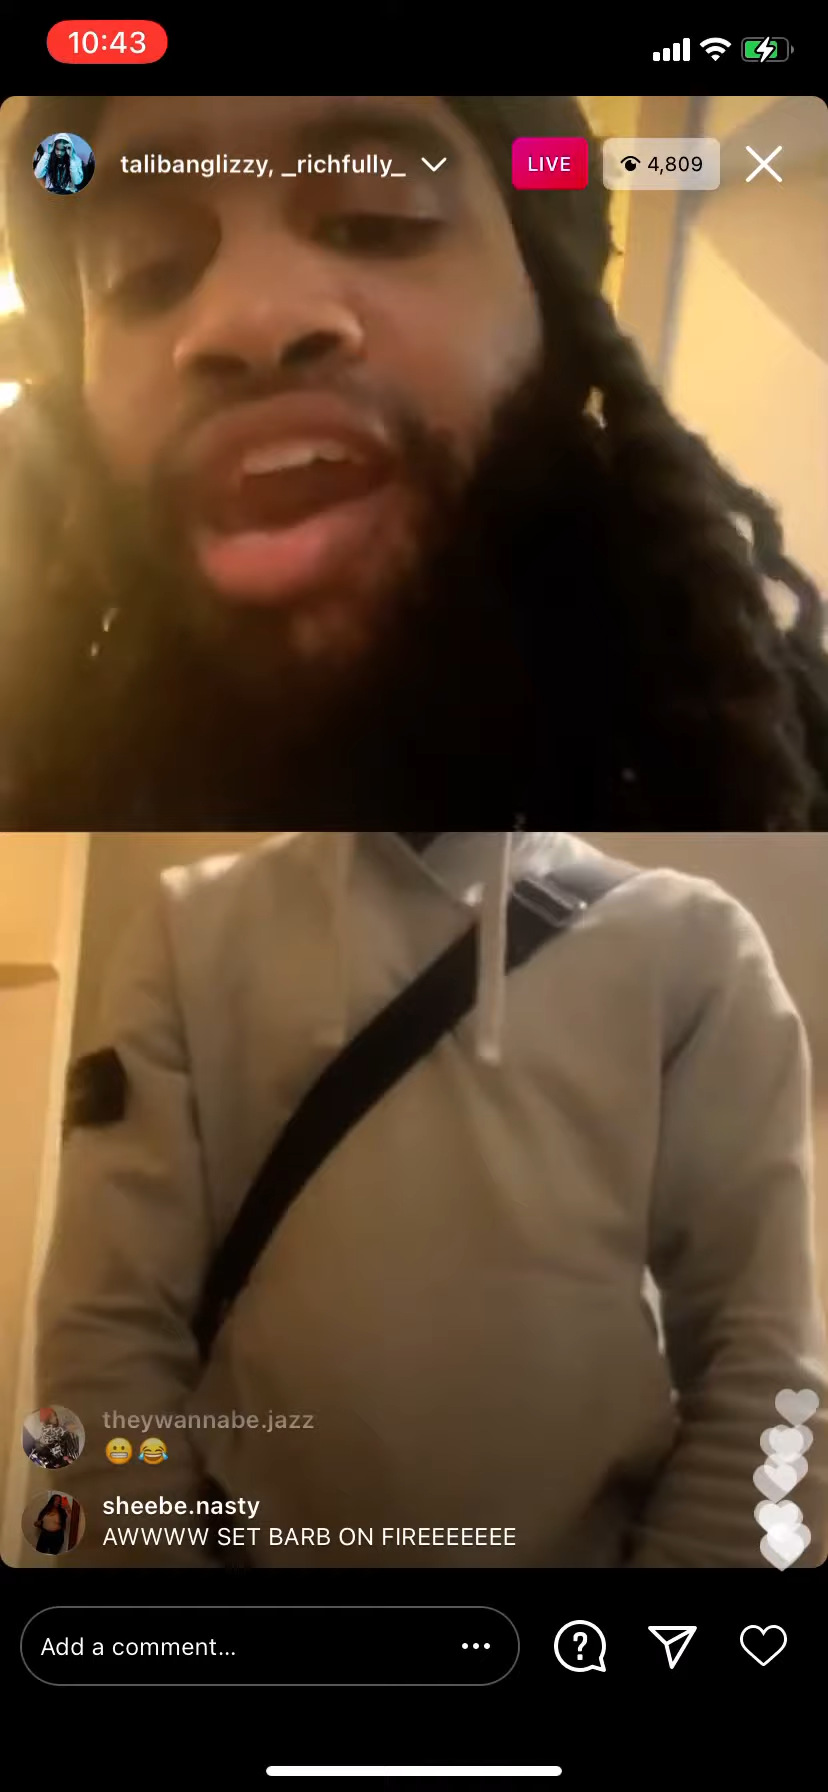 10:43
talibanglizzy, _richfully_
LIVE
4,809
theywannabe.jazz
😬😂
sheebe.nasty
AWWWW SET BARB ON FIREEEEEEE
Add a comment...